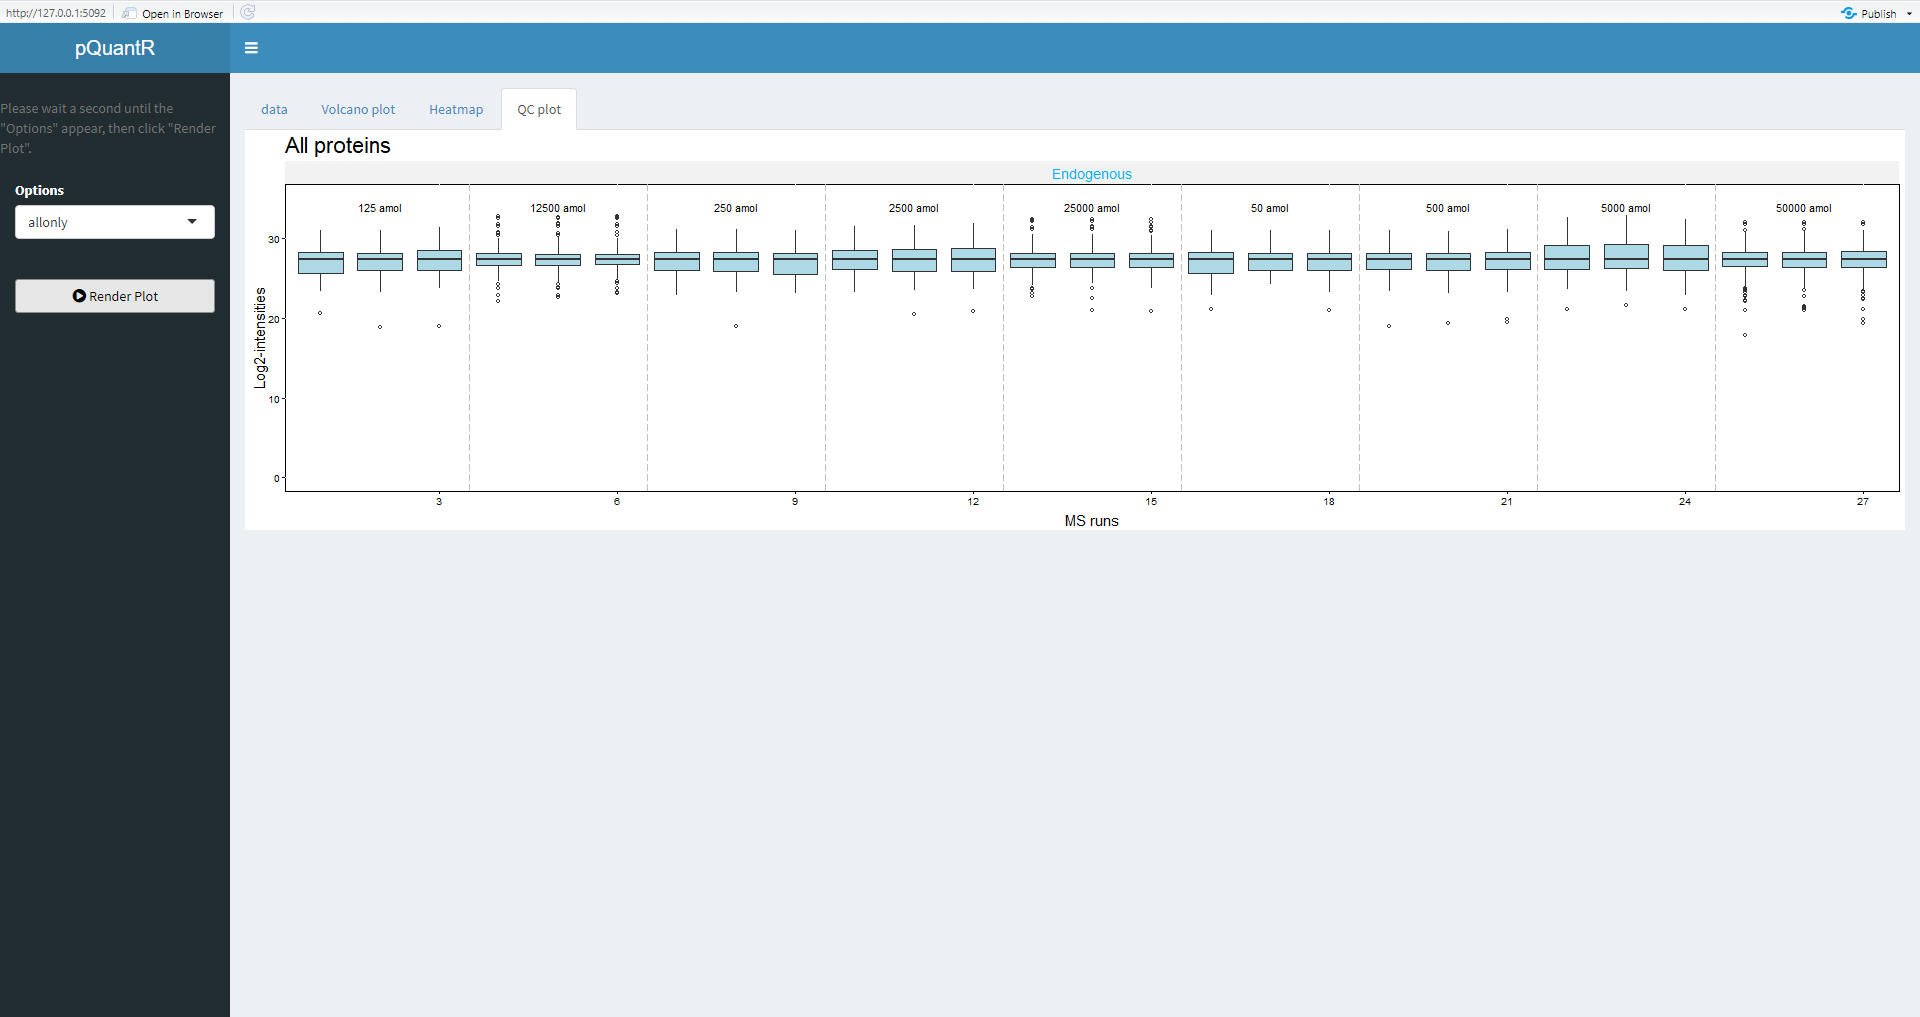 http://127.0.0.1:5092 Open in Browser Publish
pQuantR
Please wait a second until the
"Options" appear, then click "Render
Plot".
Options
allonly
Render Plot
data Volcano plot Heatmap QC plot
All proteins
Endogenous
125 amol 12500 amol 250 amol 2500 amol 25000 amol 50 amol 500 amol 5000 amol 50000 amol
Log2-intensities
30
20
10
0
3 6 9 12 15 18 21 24 27
MS runs